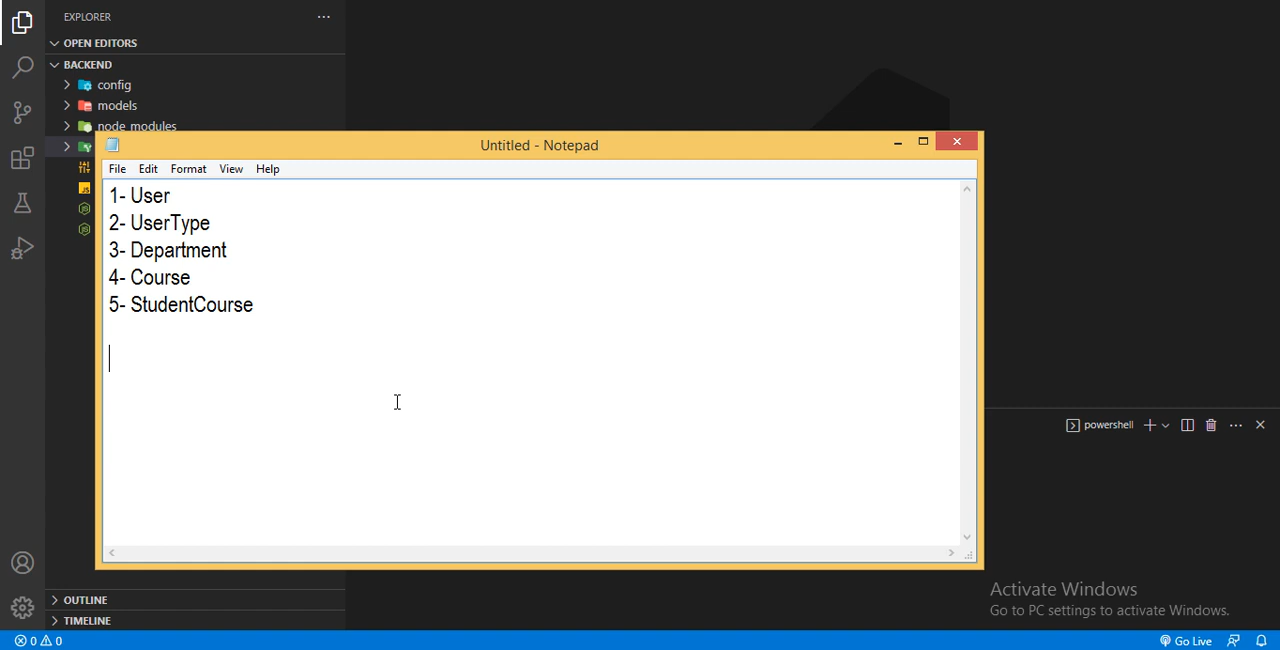 EXPLORER
OPEN EDITORS
BACKEND
config
models
node_modules
Untitled - Notepad
File Edit Format View Help
1- User
2- UserType
3- Department
4- Course
5- StudentCourse
powershell
OUTLINE
TIMELINE
Activate Windows
Go to PC settings to activate Windows.
0 0
Go Live